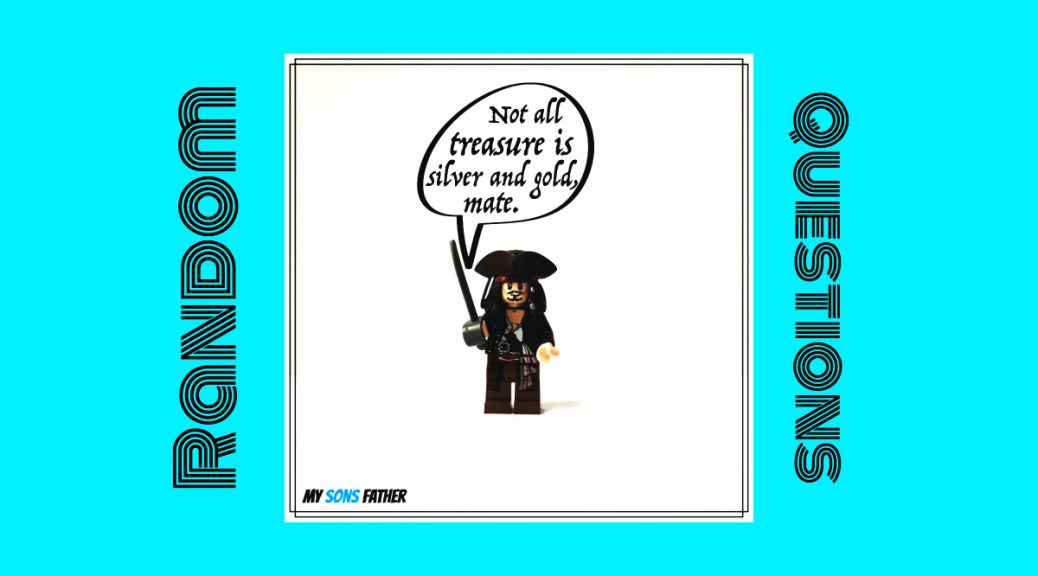 RANDOM
Not all
treasure is
silver and gold,
mate.
MY SONS FATHER
QUESTIONS